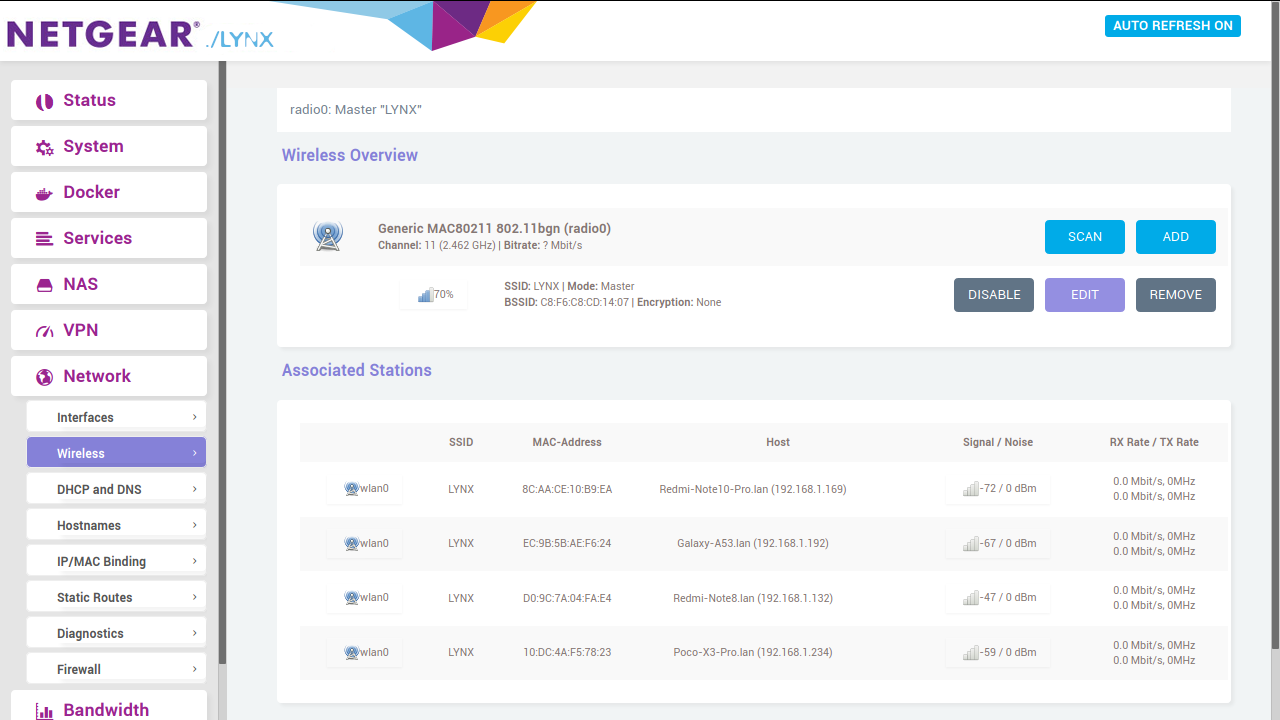 NETGEAR® ./LYNX
AUTO REFRESH ON
Status
System
Docker
Services
NAS
VPN
Network
Interfaces ›
Wireless ›
DHCP and DNS ›
Hostnames ›
IP/MAC Binding ›
Static Routes ›
Diagnostics ›
Firewall ›
Bandwidth
radio0: Master "LYNX"
Wireless Overview
Generic MAC80211 802.11bgn (radio0)
Channel: 11 (2.462 GHz) | Bitrate: ? Mbit/s
SCAN ADD
70%
SSID: LYNX | Mode: Master
BSSID: C8:F6:C8:CD:14:07 | Encryption: None
DISABLE EDIT REMOVE
Associated Stations
SSID MAC-Address Host Signal / Noise RX Rate / TX Rate
wlan0 LYNX 8C:AA:CE:10:B9:EA Redmi-Note10-Pro.lan (192.168.1.169) -72 / 0 dBm 0.0 Mbit/s, 0MHz
0.0 Mbit/s, 0MHz
wlan0 LYNX EC:9B:5B:AE:F6:24 Galaxy-A53.lan (192.168.1.192) -67 / 0 dBm 0.0 Mbit/s, 0MHz
0.0 Mbit/s, 0MHz
wlan0 LYNX D0:9C:7A:04:FA:E4 Redmi-Note8.lan (192.168.1.132) -47 / 0 dBm 0.0 Mbit/s, 0MHz
0.0 Mbit/s, 0MHz
wlan0 LYNX 10:DC:4A:F5:78:23 Poco-X3-Pro.lan (192.168.1.234) -59 / 0 dBm 0.0 Mbit/s, 0MHz
0.0 Mbit/s, 0MHz